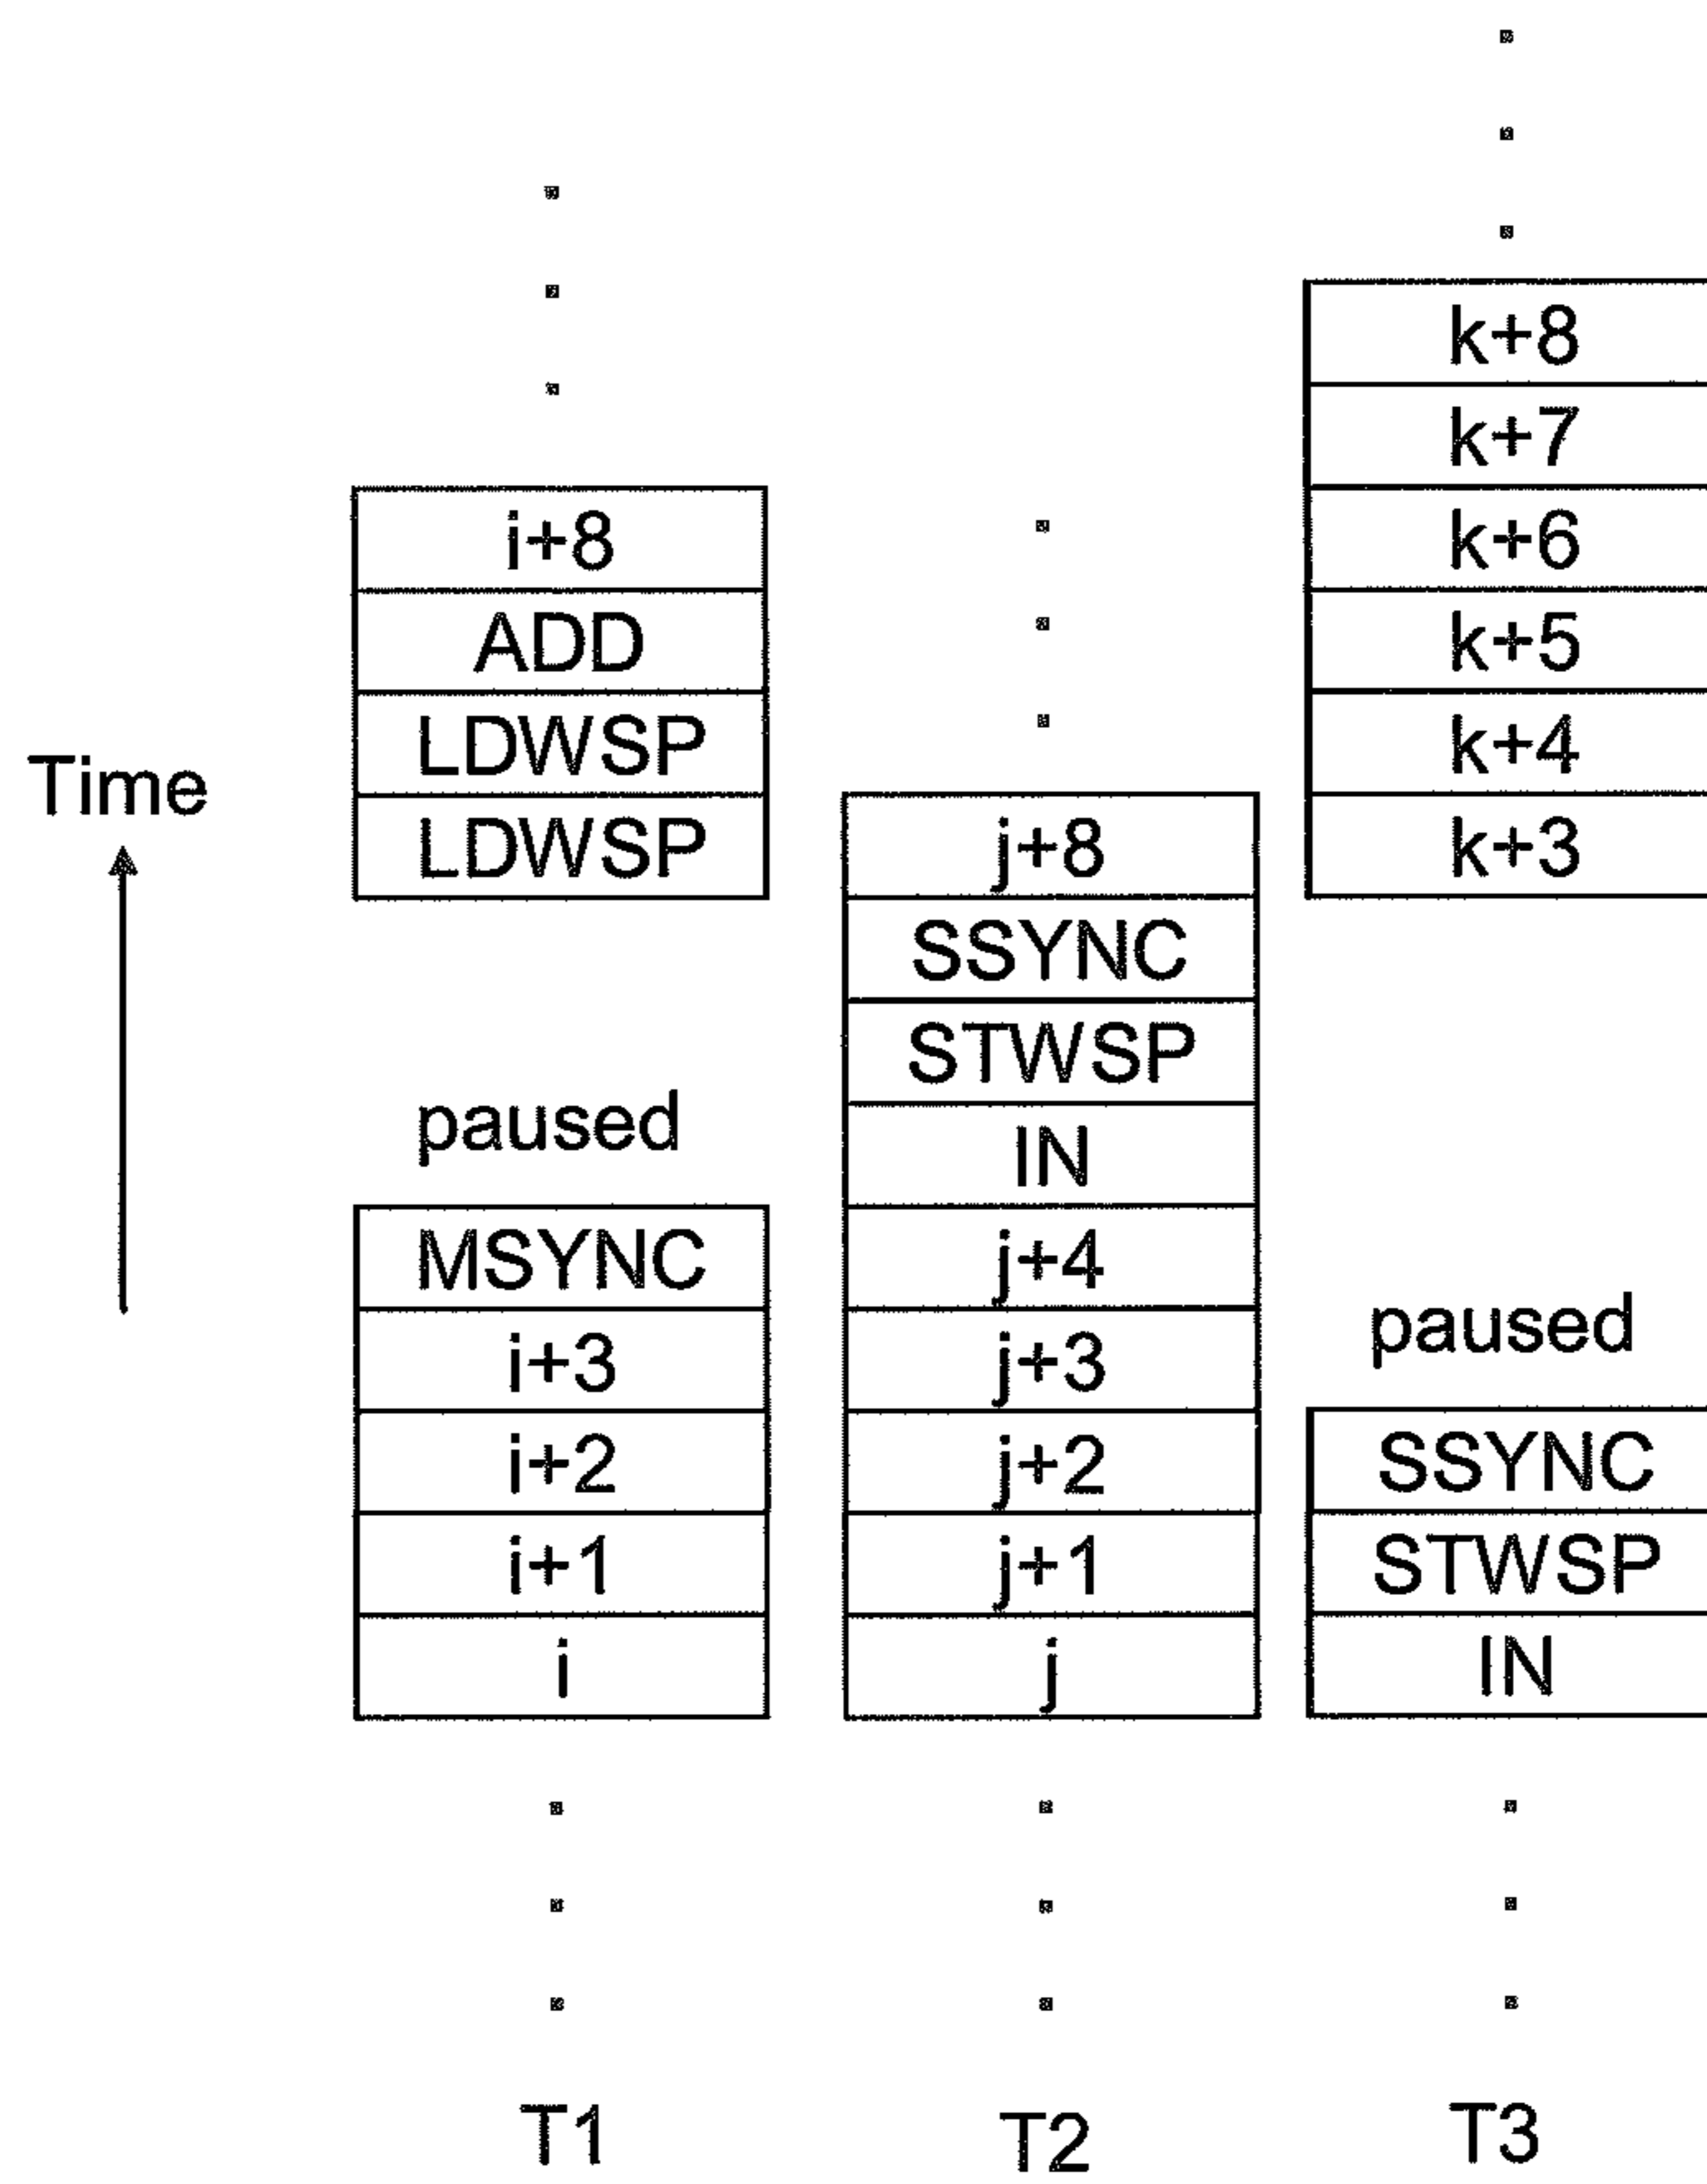 k+8
k+7
i+8 k+6
ADD k+5
LDWSP k+4
Time
LDWSP j+8 k+3
SSYNC
STWSP
paused IN
MSYNC j+4
i+3 j+3 paused
i+2 j+2 SSYNC
i+1 j+1 STWSP
i j IN
T1 T2 T3